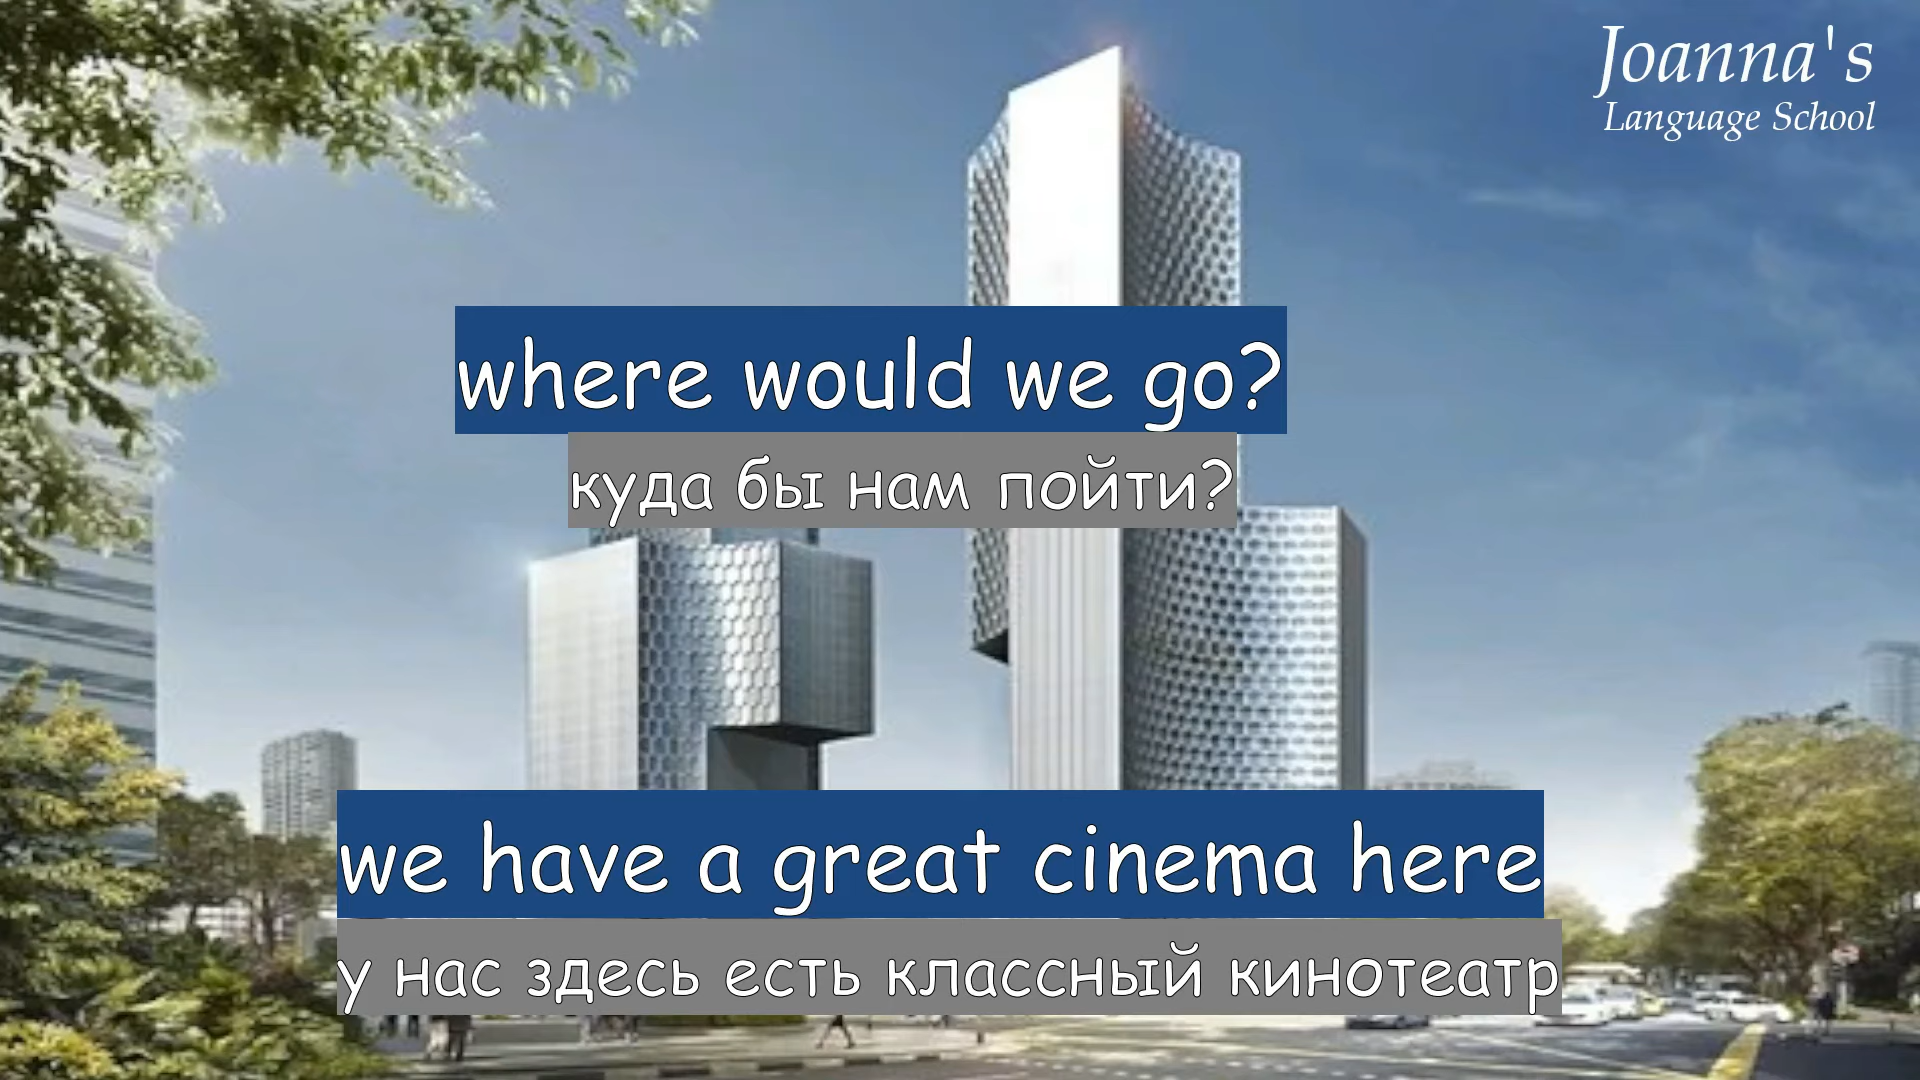 Joanna's
Language School
where would we go?
куда бы нам пойти?
we have a great cinema here
у нас здесь есть классный кинотеатр